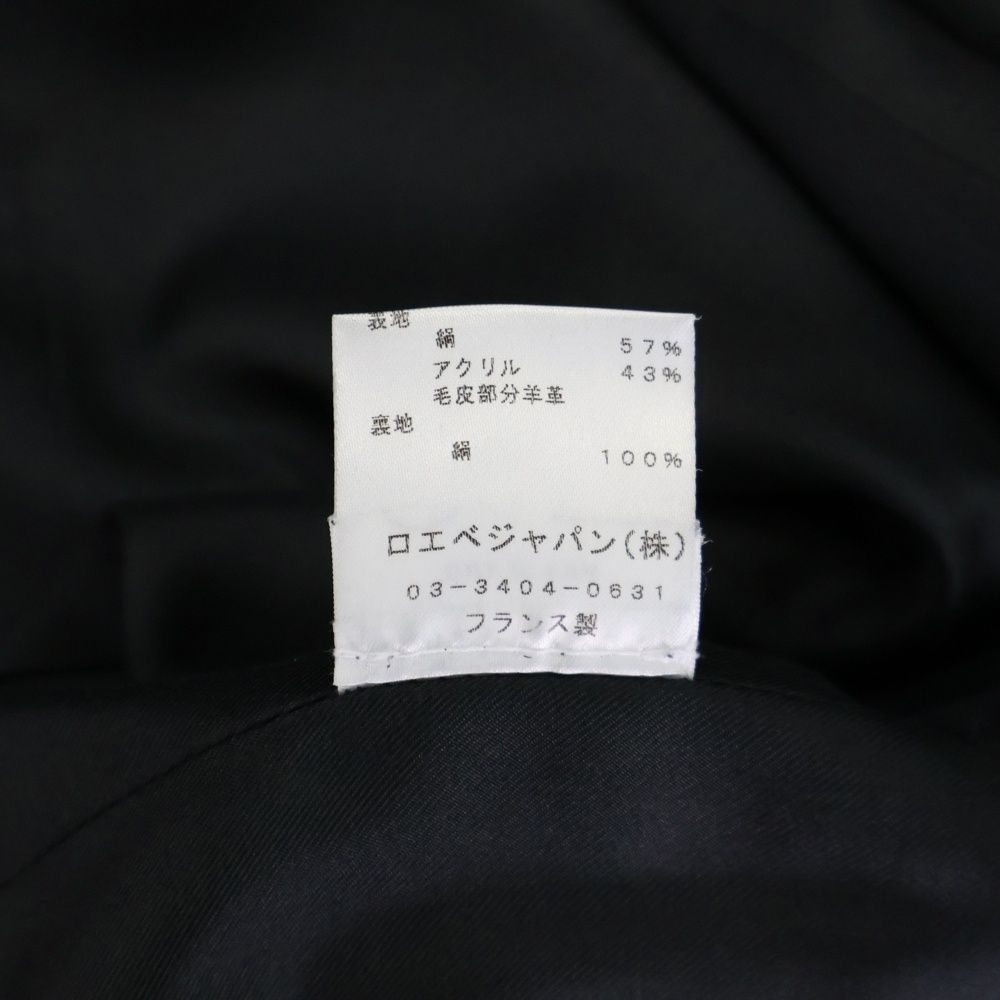 表地
絹 57%
アクリル 43%
毛皮部分羊革
裏地
絹 100%
ロエベジャパン(株)
03-3404-0631
フランス製